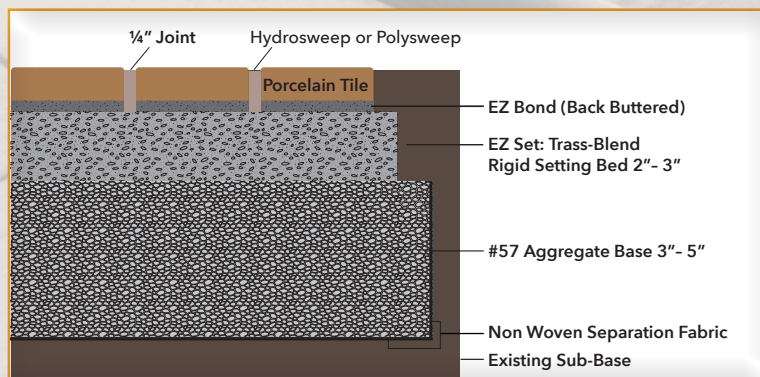 ¼” Joint
Hydrosweep or Polysweep
Porcelain Tile
EZ Bond (Back Buttered)
EZ Set: Trass-Blend
Rigid Setting Bed 2”– 3”
#57 Aggregate Base 3”– 5”
Non Woven Separation Fabric
Existing Sub-Base